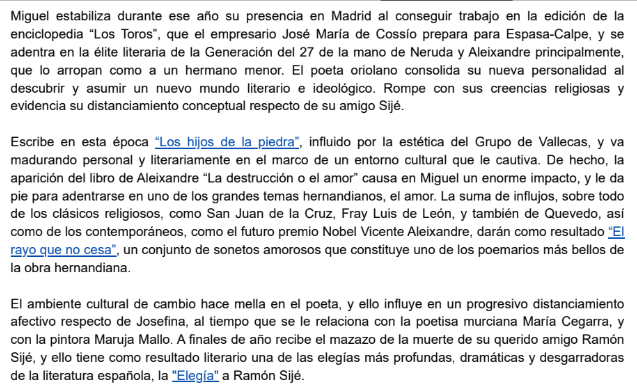 Miguel estabiliza durante ese año su presencia en Madrid al conseguir trabajo en la edición de la
enciclopedia “Los Toros”, que el empresario José María de Cossío prepara para Espasa-Calpe, y se
adentra en la élite literaria de la Generación del 27 de la mano de Neruda y Aleixandre principalmente,
que lo arropan como a un hermano menor. El poeta oriolano consolida su nueva personalidad al
descubrir y asumir un nuevo mundo literario e ideológico. Rompe con sus creencias religiosas y
evidencia su distanciamiento conceptual respecto de su amigo Sijé.
Escribe en esta época “Los hijos de la piedra”, influido por la estética del Grupo de Vallecas, y va
madurando personal y literariamente en el marco de un entorno cultural que le cautiva. De hecho, la
aparición del libro de Aleixandre “La destrucción o el amor” causa en Miguel un enorme impacto, y le da
pie para adentrarse en uno de los grandes temas hernandianos, el amor. La suma de influjos, sobre todo
de los clásicos religiosos, como San Juan de la Cruz, Fray Luis de León, y también de Quevedo, así
como de los contemporáneos, como el futuro premio Nobel Vicente Aleixandre, darán como resultado “El
rayo que no cesa”, un conjunto de sonetos amorosos que constituye uno de los poemarios más bellos de
la obra hernandiana.
El ambiente cultural de cambio hace mella en el poeta, y ello influye en un progresivo distanciamiento
afectivo respecto de Josefina, al tiempo que se le relaciona con la poetisa murciana María Cegarra, y
con la pintora Maruja Mallo. A finales de año recibe el mazazo de la muerte de su querido amigo Ramón
Sijé, y ello tiene como resultado literario una de las elegías más profundas, dramáticas y desgarradoras
de la literatura española, la "Elegía" a Ramón Sijé.